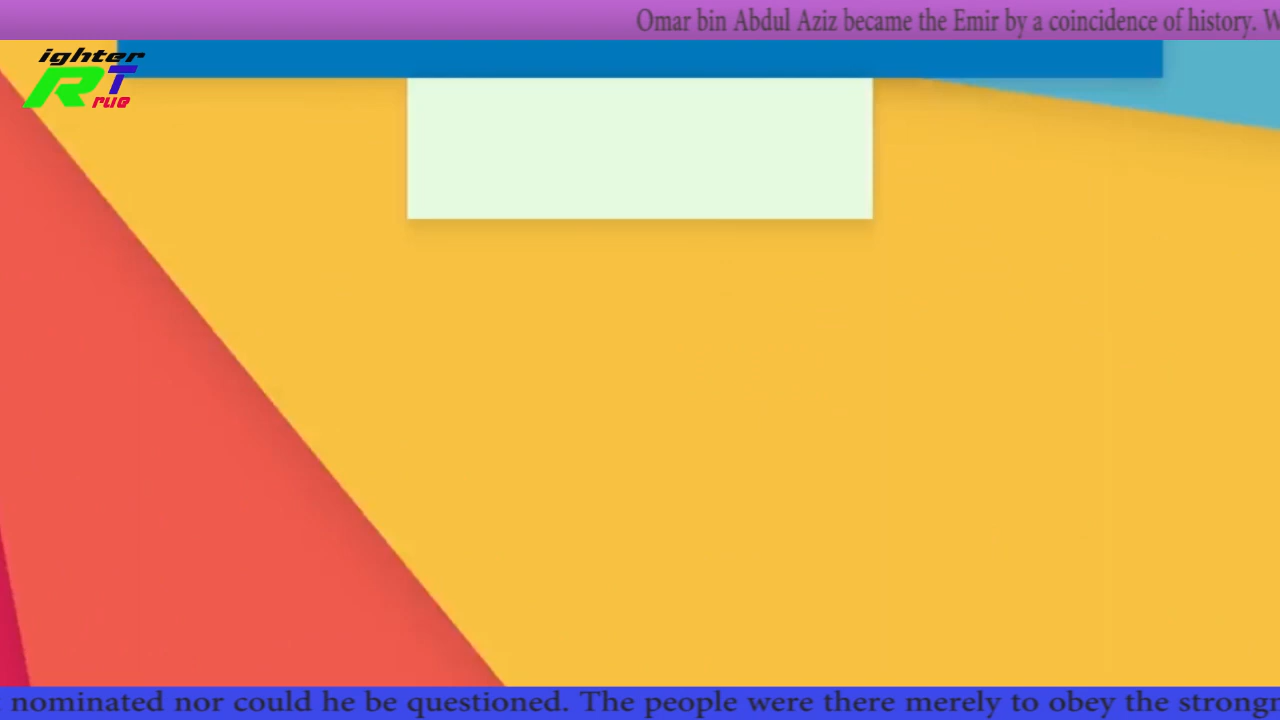 Omar bin Abdul Aziz became the Emir by a coincidence of history. W
ighter
R T
rue
nominated nor could he be questioned. The people were there merely to obey the strong